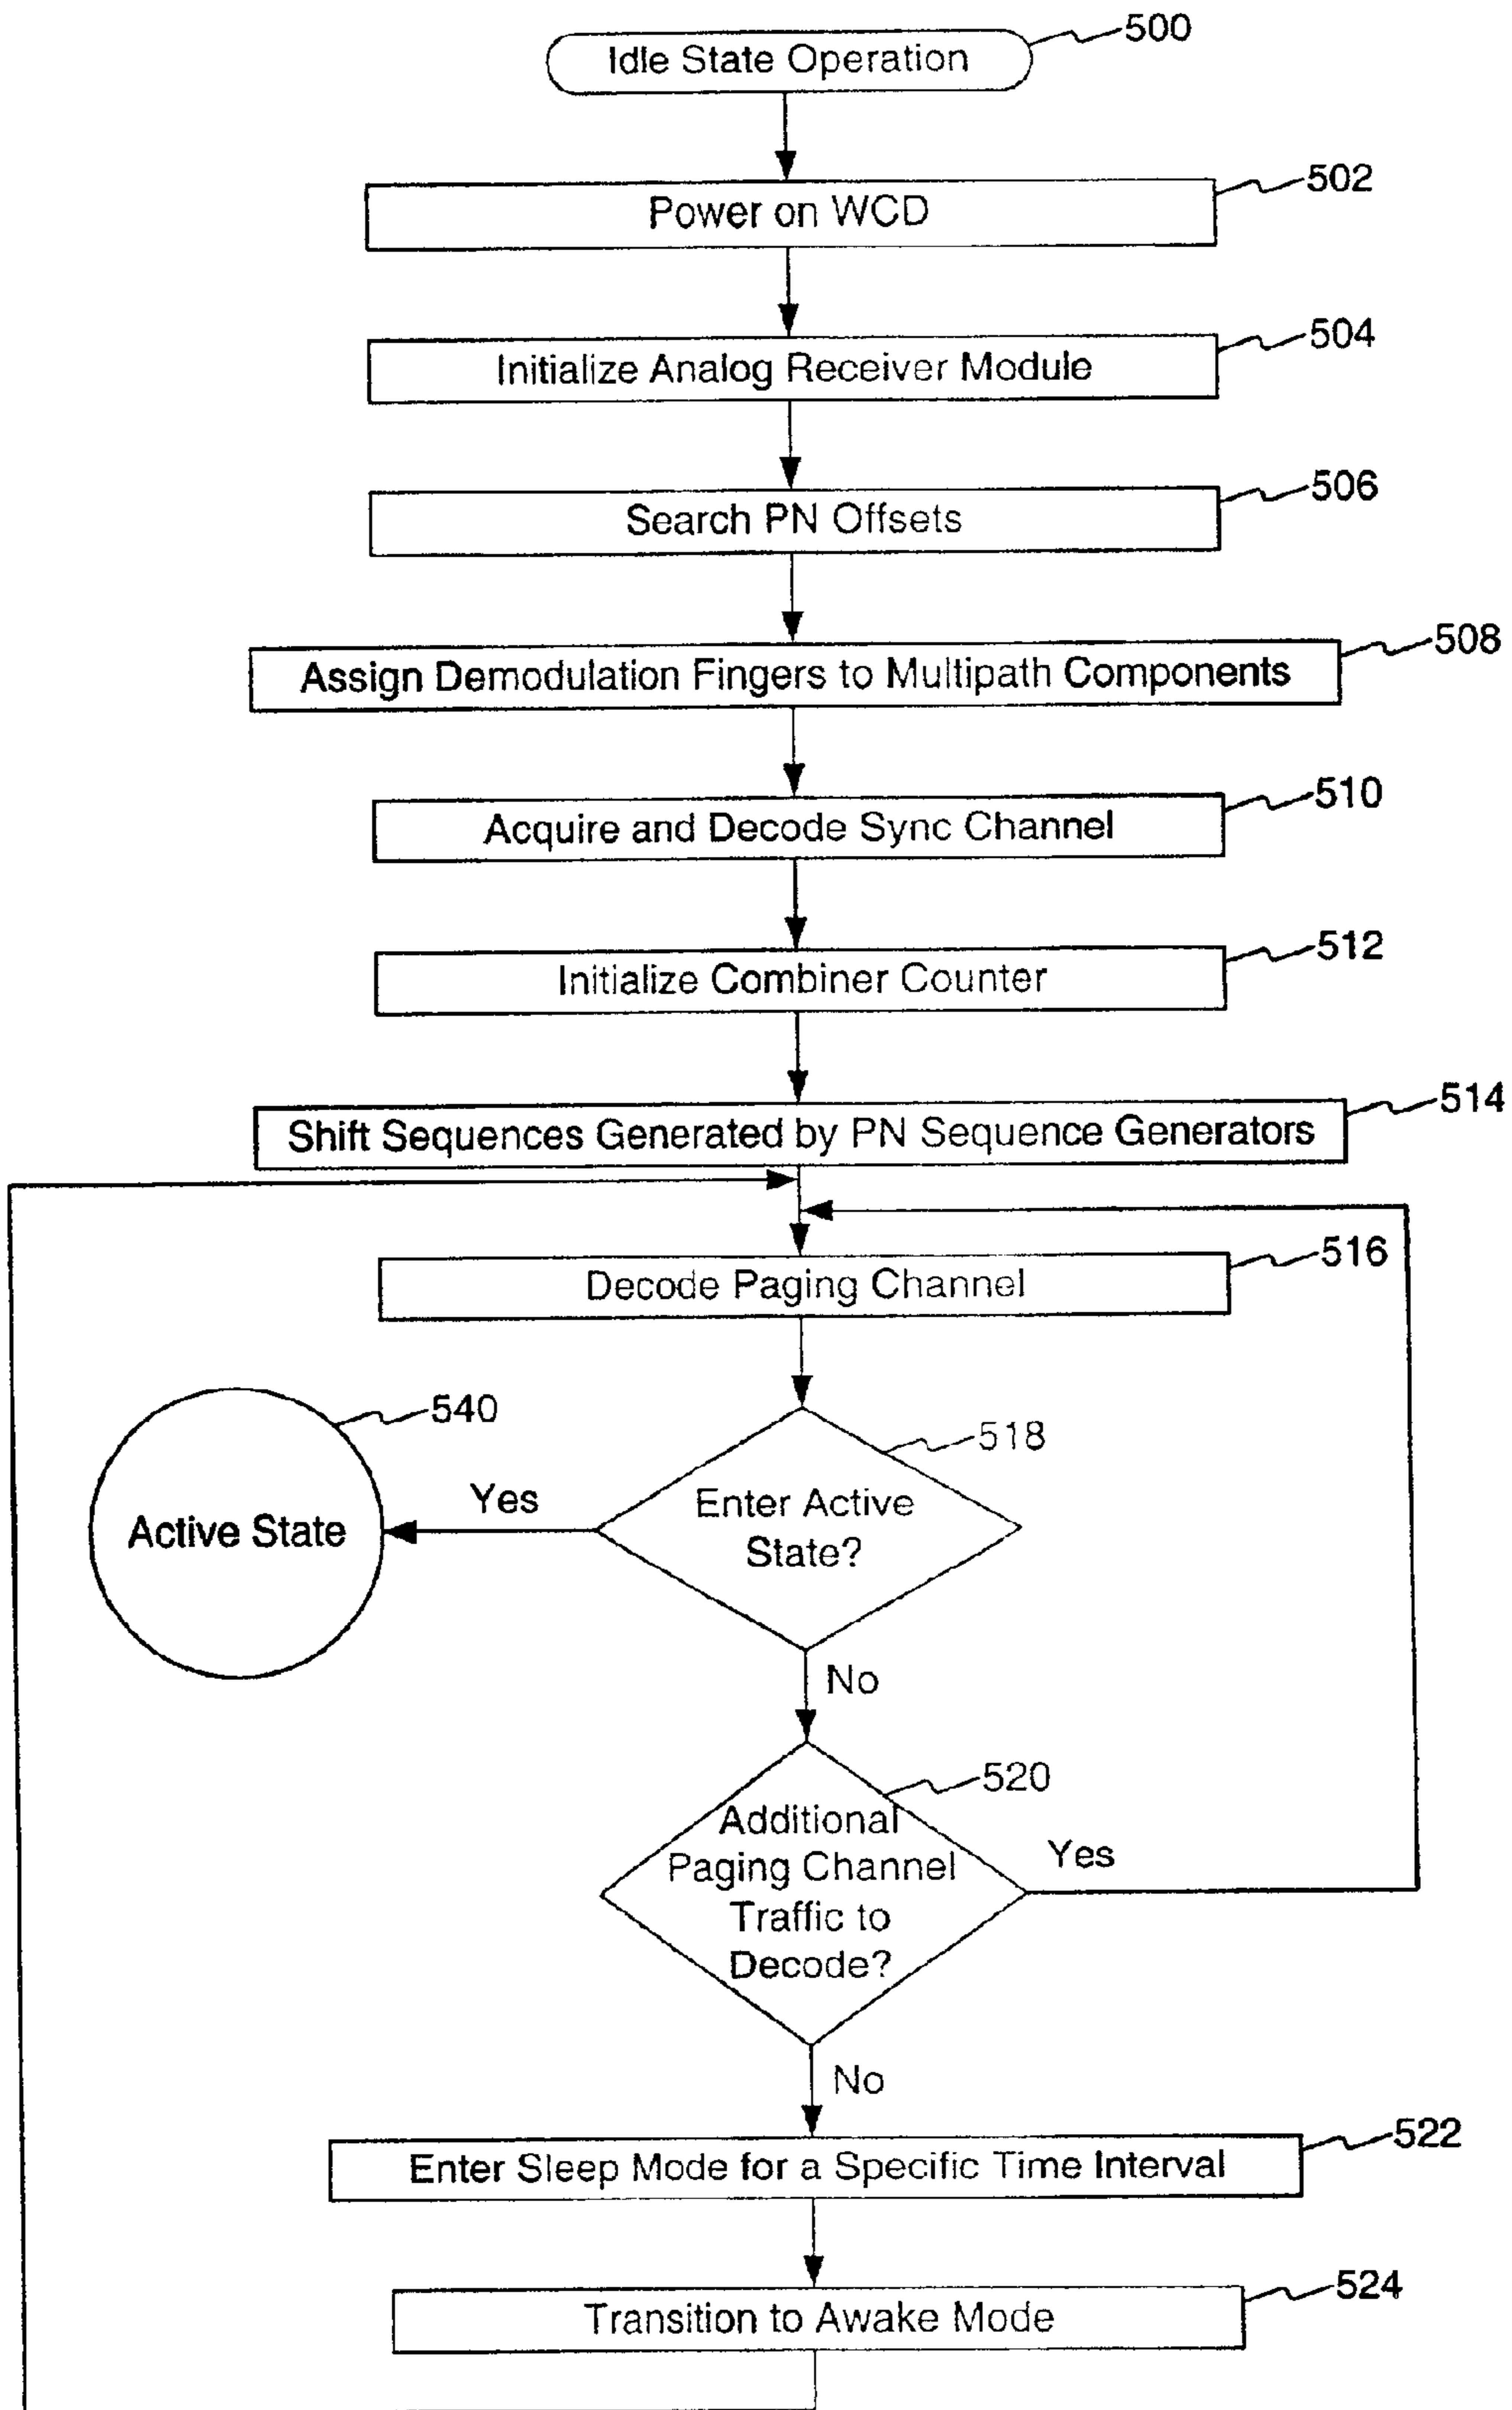 500
Idle State Operation
502
Power on WCD
504
Initialize Analog Receiver Module
506
Search PN Offsets
508
Assign Demodulation Fingers to Multipath Components
510
Acquire and Decode Sync Channel
512
Initialize Combiner Counter
514
Shift Sequences Generated by PN Sequence Generators
516
Decode Paging Channel
540
518
Yes
Enter Active
State?
Active State
No
520
Additional
Paging Channel
Traffic to
Decode?
Yes
No
522
Enter Sleep Mode for a Specific Time Interval
524
Transition to Awake Mode